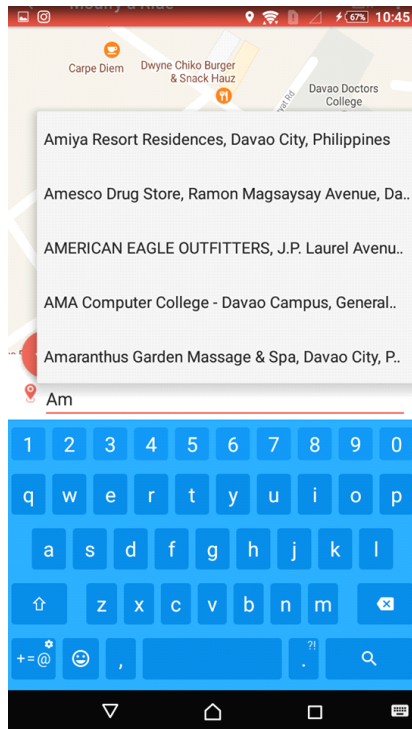 67% 10:45
Modify a Ride
Carpe Diem
Dwyne Chiko Burger
& Snack Hauz
Davao Doctors
College
Amiya Resort Residences, Davao City, Philippines
Amesco Drug Store, Ramon Magsaysay Avenue, Da..
AMERICAN EAGLE OUTFITTERS, J.P. Laurel Avenu..
AMA Computer College - Davao Campus, General..
Amaranthus Garden Massage & Spa, Davao City, P..
Am
1 2 3 4 5 6 7 8 9 0
q w e r t y u i o p
a s d f g h j k l
z x c v b n m
+=@ , . ?!